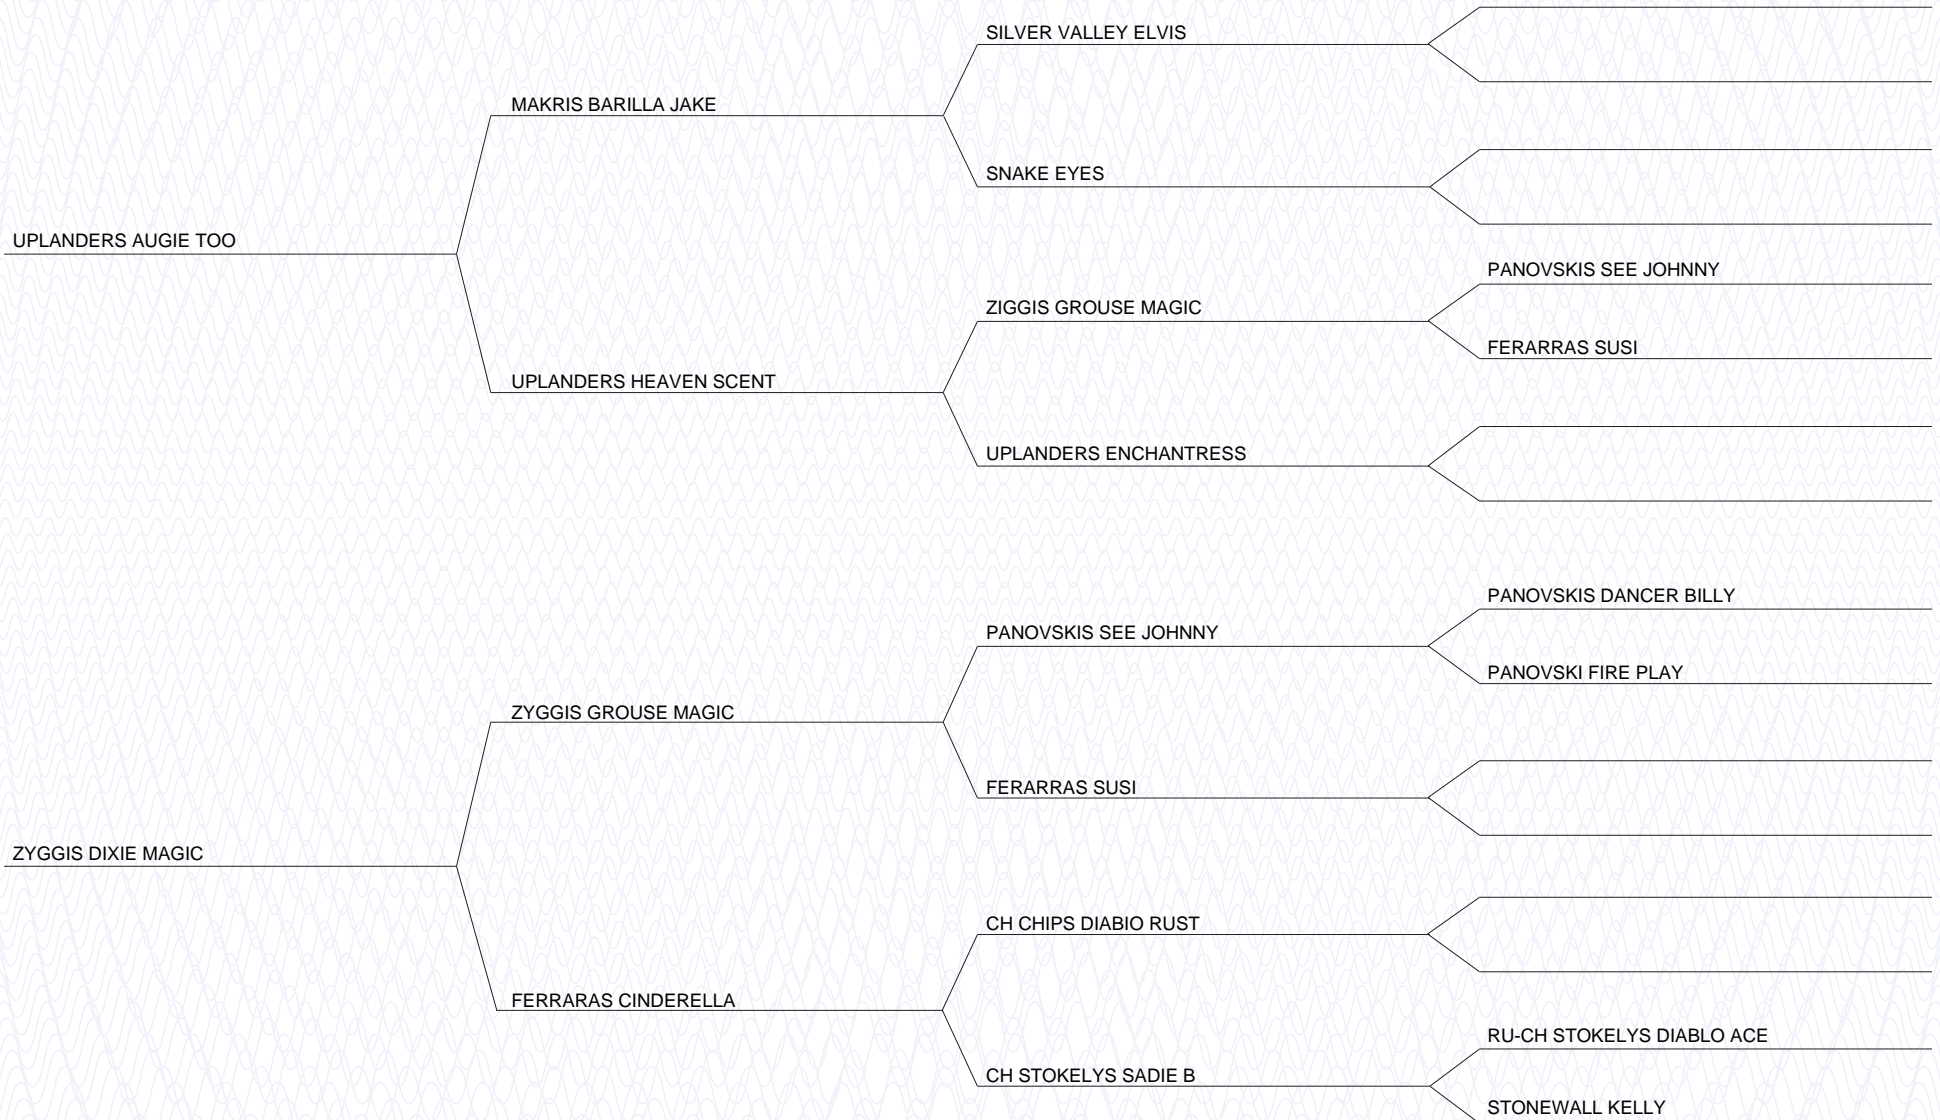 SILVER VALLEY ELVIS
MAKRIS BARILLA JAKE
SNAKE EYES
UPLANDERS AUGIE TOO
PANOVSKIS SEE JOHNNY
ZIGGIS GROUSE MAGIC
FERARRAS SUSI
UPLANDERS HEAVEN SCENT
UPLANDERS ENCHANTRESS
PANOVSKIS DANCER BILLY
PANOVSKIS SEE JOHNNY
PANOVSKI FIRE PLAY
ZYGGIS GROUSE MAGIC
FERARRAS SUSI
ZYGGIS DIXIE MAGIC
CH CHIPS DIABIO RUST
FERRARAS CINDERELLA
RU-CH STOKELYS DIABLO ACE
CH STOKELYS SADIE B
STONEWALL KELLY